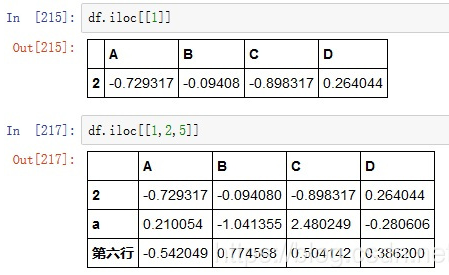 In [215]: df.iloc[[1]]
Out[215]:
A B C D
2 -0.729317 -0.09408 -0.898317 0.264044
In [217]: df.iloc[[1,2,5]]
Out[217]:
A B C D
2 -0.729317 -0.094080 -0.898317 0.264044
a 0.210054 -1.041355 2.480249 -0.280606
第六行 -0.542049 0.774568 0.504142 0.386200